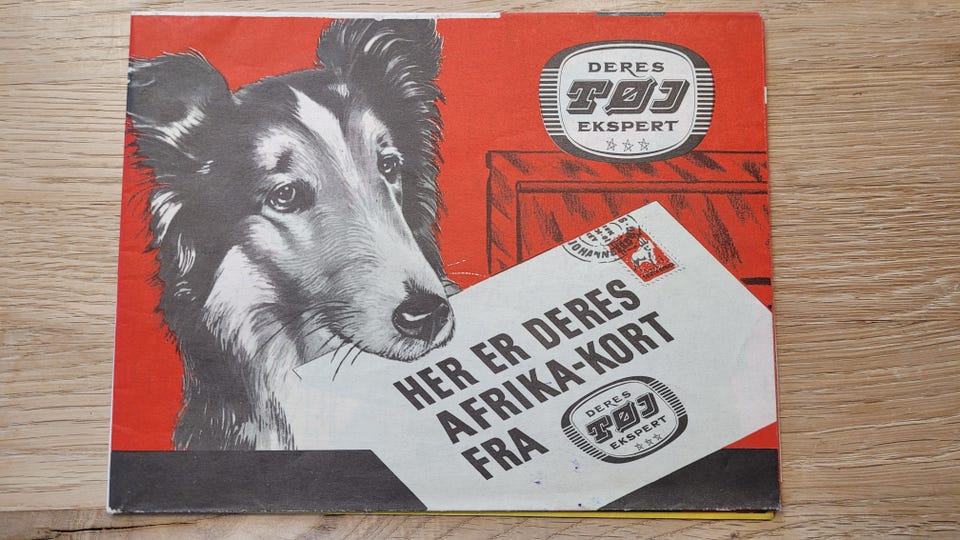 DERES
TØJ
EKSPERT
HER ER DERES
AFRIKA-KORT
FRA
DERES
TØJ
EKSPERT